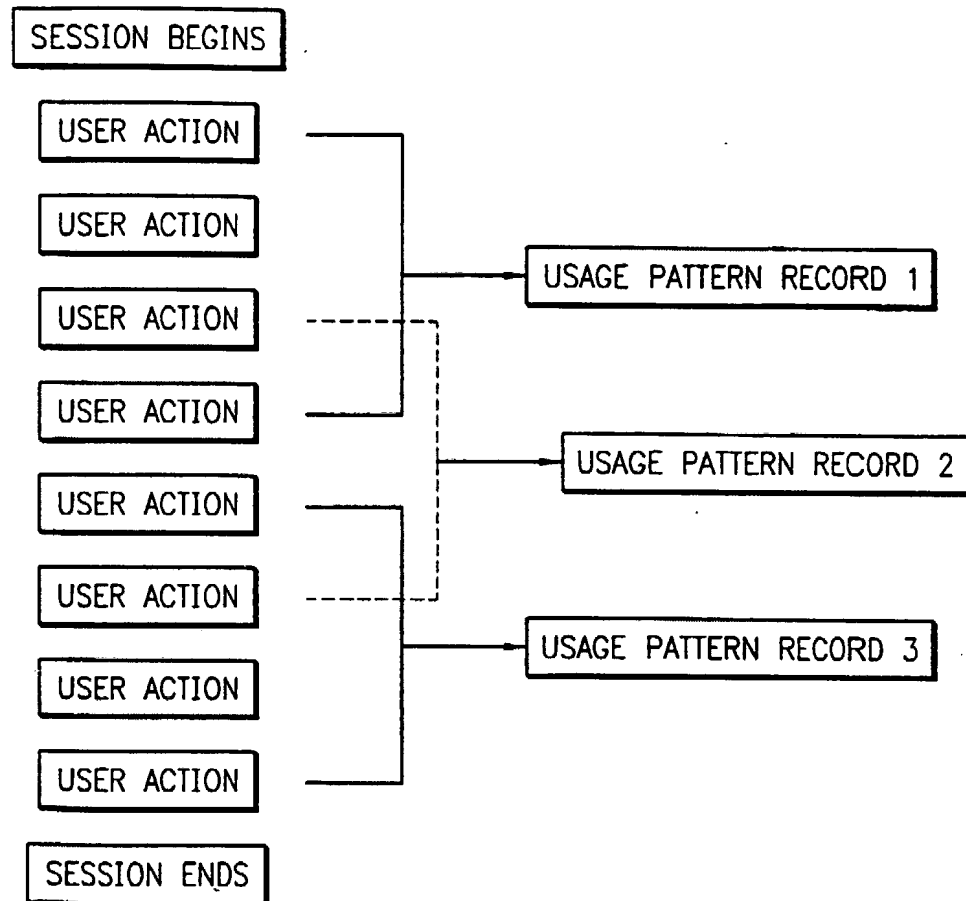 SESSION BEGINS
USER ACTION
USER ACTION
USAGE PATTERN RECORD 1
USER ACTION
USER ACTION
USAGE PATTERN RECORD 2
USER ACTION
USER ACTION
USAGE PATTERN RECORD 3
USER ACTION
USER ACTION
SESSION ENDS